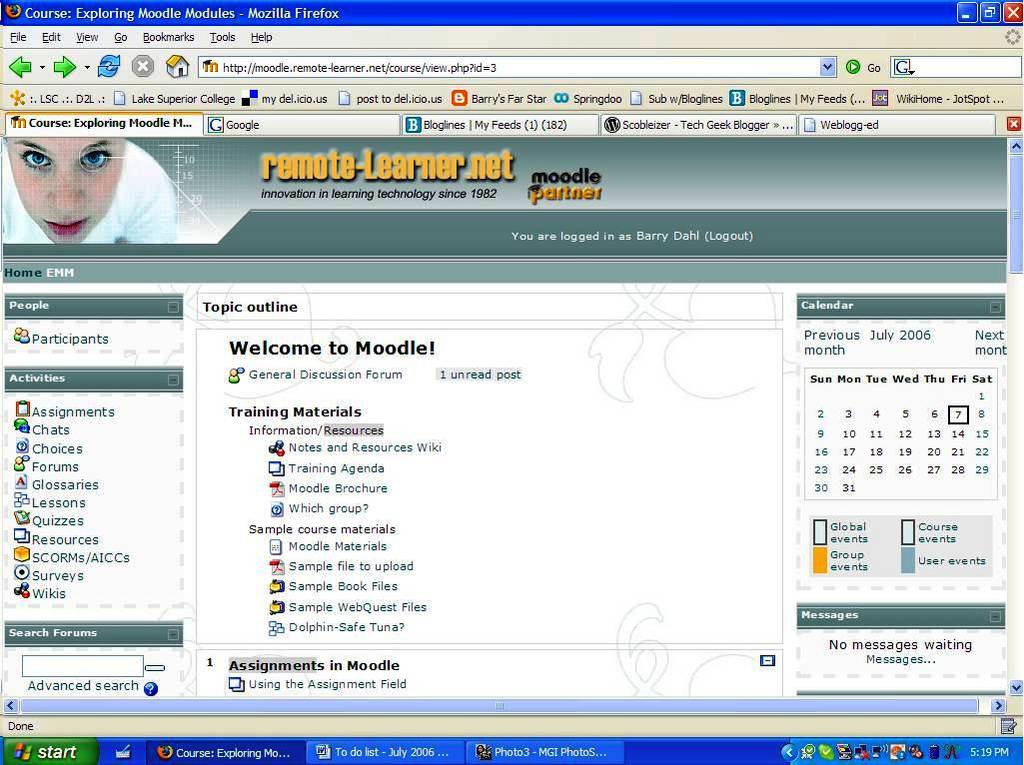 Course: Exploring Moodle Modules - Mozilla Firefox
File Edit View Go Bookmarks Tools Help
http://moodle.remote-learner.net/course/view.php?id=3 Go G
:. LSC .:. D2L .: Lake Superior College my del.icio.us post to del.icio.us Barry's Far Star Springdoo Sub w/Bloglines Bloglines | My Feeds (... WikiHome - JotSpot ...
Course: Exploring Moodle M... Google Bloglines | My Feeds (1) (182) Scobleizer - Tech Geek Blogger » ... Weblogg-ed
remote-Learner.net
innovation in learning technology since 1982
moodle
partner
You are logged in as Barry Dahl (Logout)
Home EMM
People
Participants
Activities
Assignments
Chats
Choices
Forums
Glossaries
Lessons
Quizzes
Resources
SCORMs/AICCs
Surveys
Wikis
Search Forums
Advanced search ?
Topic outline
Welcome to Moodle!
General Discussion Forum 1 unread post
Training Materials
Information/Resources
Notes and Resources Wiki
Training Agenda
Moodle Brochure
Which group?
Sample course materials
Moodle Materials
Sample file to upload
Sample Book Files
Sample WebQuest Files
Dolphin-Safe Tuna?
1 Assignments in Moodle
Using the Assignment Field
Calendar
Previous month July 2006 Next mont
Sun Mon Tue Wed Thu Fri Sat
1
2 3 4 5 6 7 8
9 10 11 12 13 14 15
16 17 18 19 20 21 22
23 24 25 26 27 28 29
30 31
Global events Course events
Group events User events
Messages
No messages waiting
Messages...
Done
start Course: Exploring Mo... To do list - July 2006 ... Photo3 - MGI PhotoS... 5:19 PM